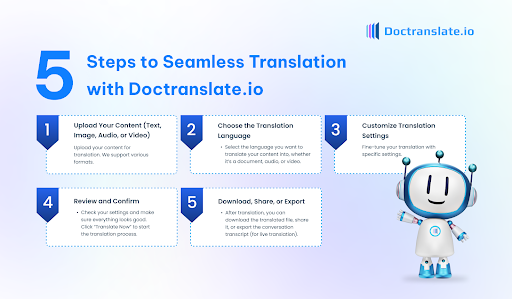 Doctranslate.io
5
Steps to Seamless Translation
with Doctranslate.io
1
Upload Your Content (Text,
Image, Audio, or Video)
Upload your content for
translation. We support various
formats.
2
Choose the Translation
Language
• Select the language you want to
translate your content into, whether
it's a document, audio, or video.
3
Customize Translation
Settings
Fine-tune your translation with
specific settings.
4
Review and Confirm
• Check your settings and make
sure everything looks good.
Click "Translate Now" to start
the translation process.
5
Download, Share, or Export
• After translation, you can
download the translated file, share
it, or export the conversation
transcript (for live translation).